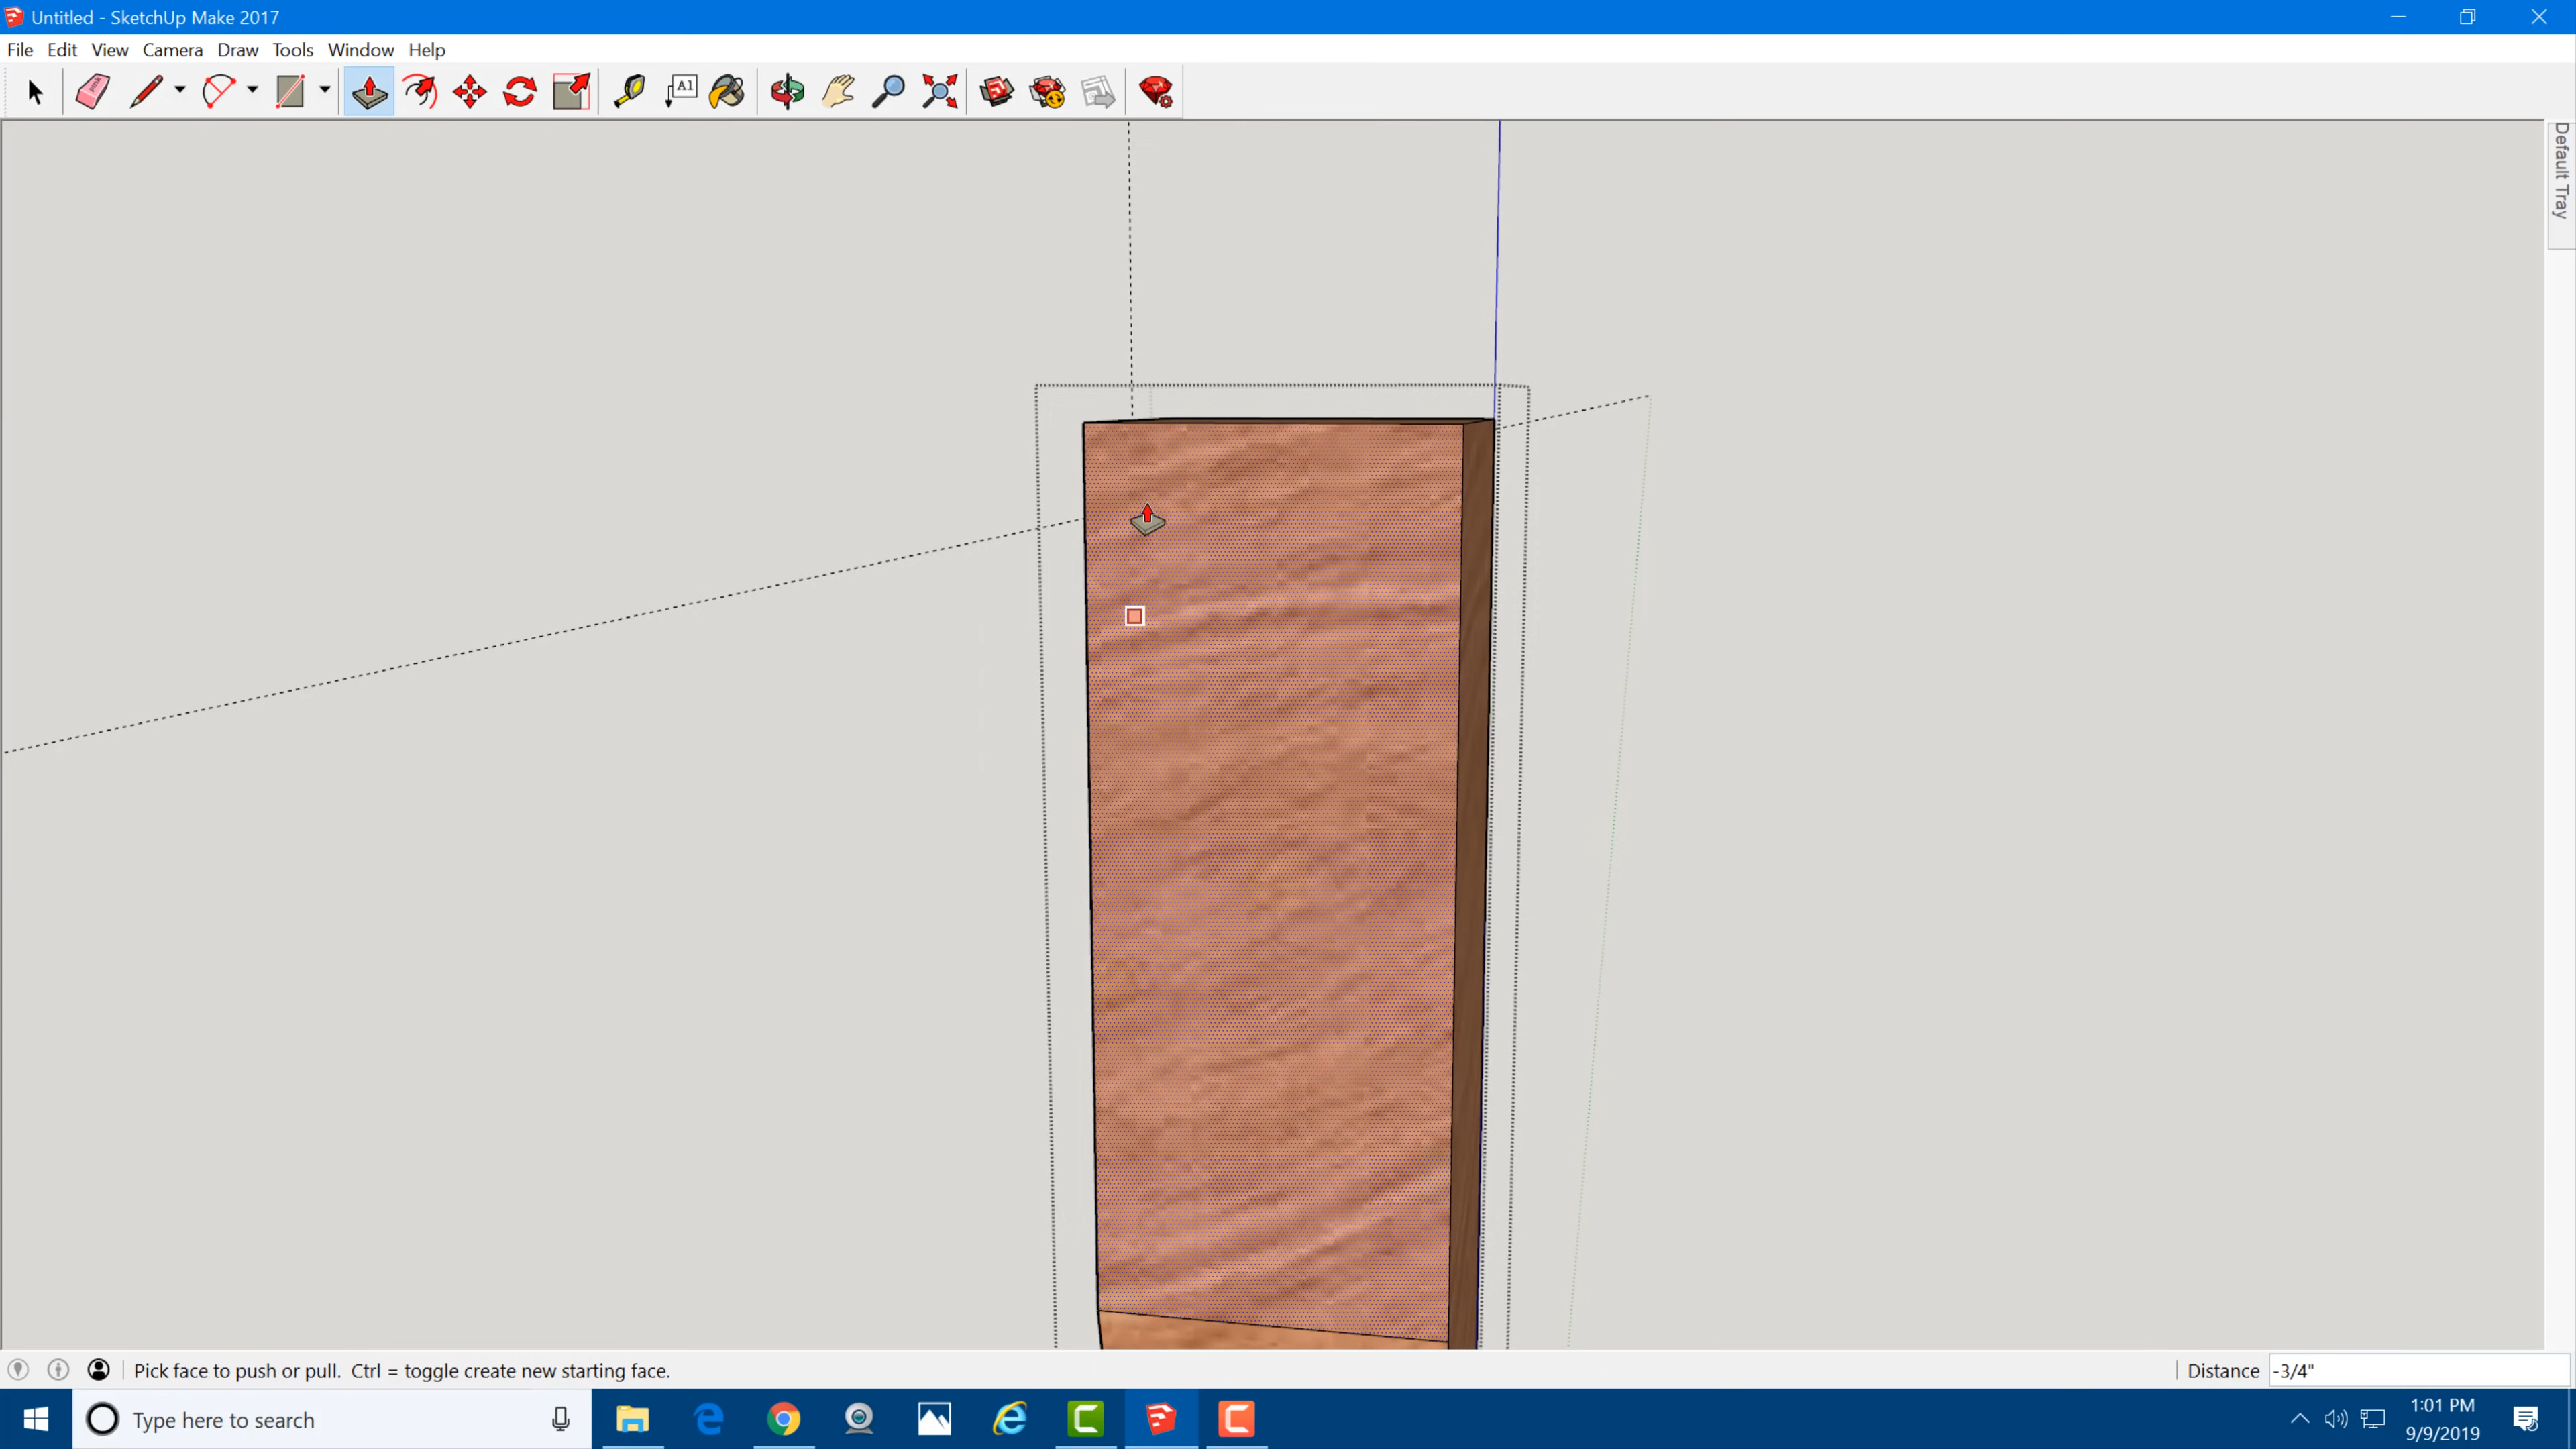 Untitled - SketchUp Make 2017
File Edit View Camera Draw Tools Window Help
A1
Default Tray
Pick face to push or pull. Ctrl = toggle create new starting face.
Distance -3/4"
Type here to search
1:01 PM
9/9/2019